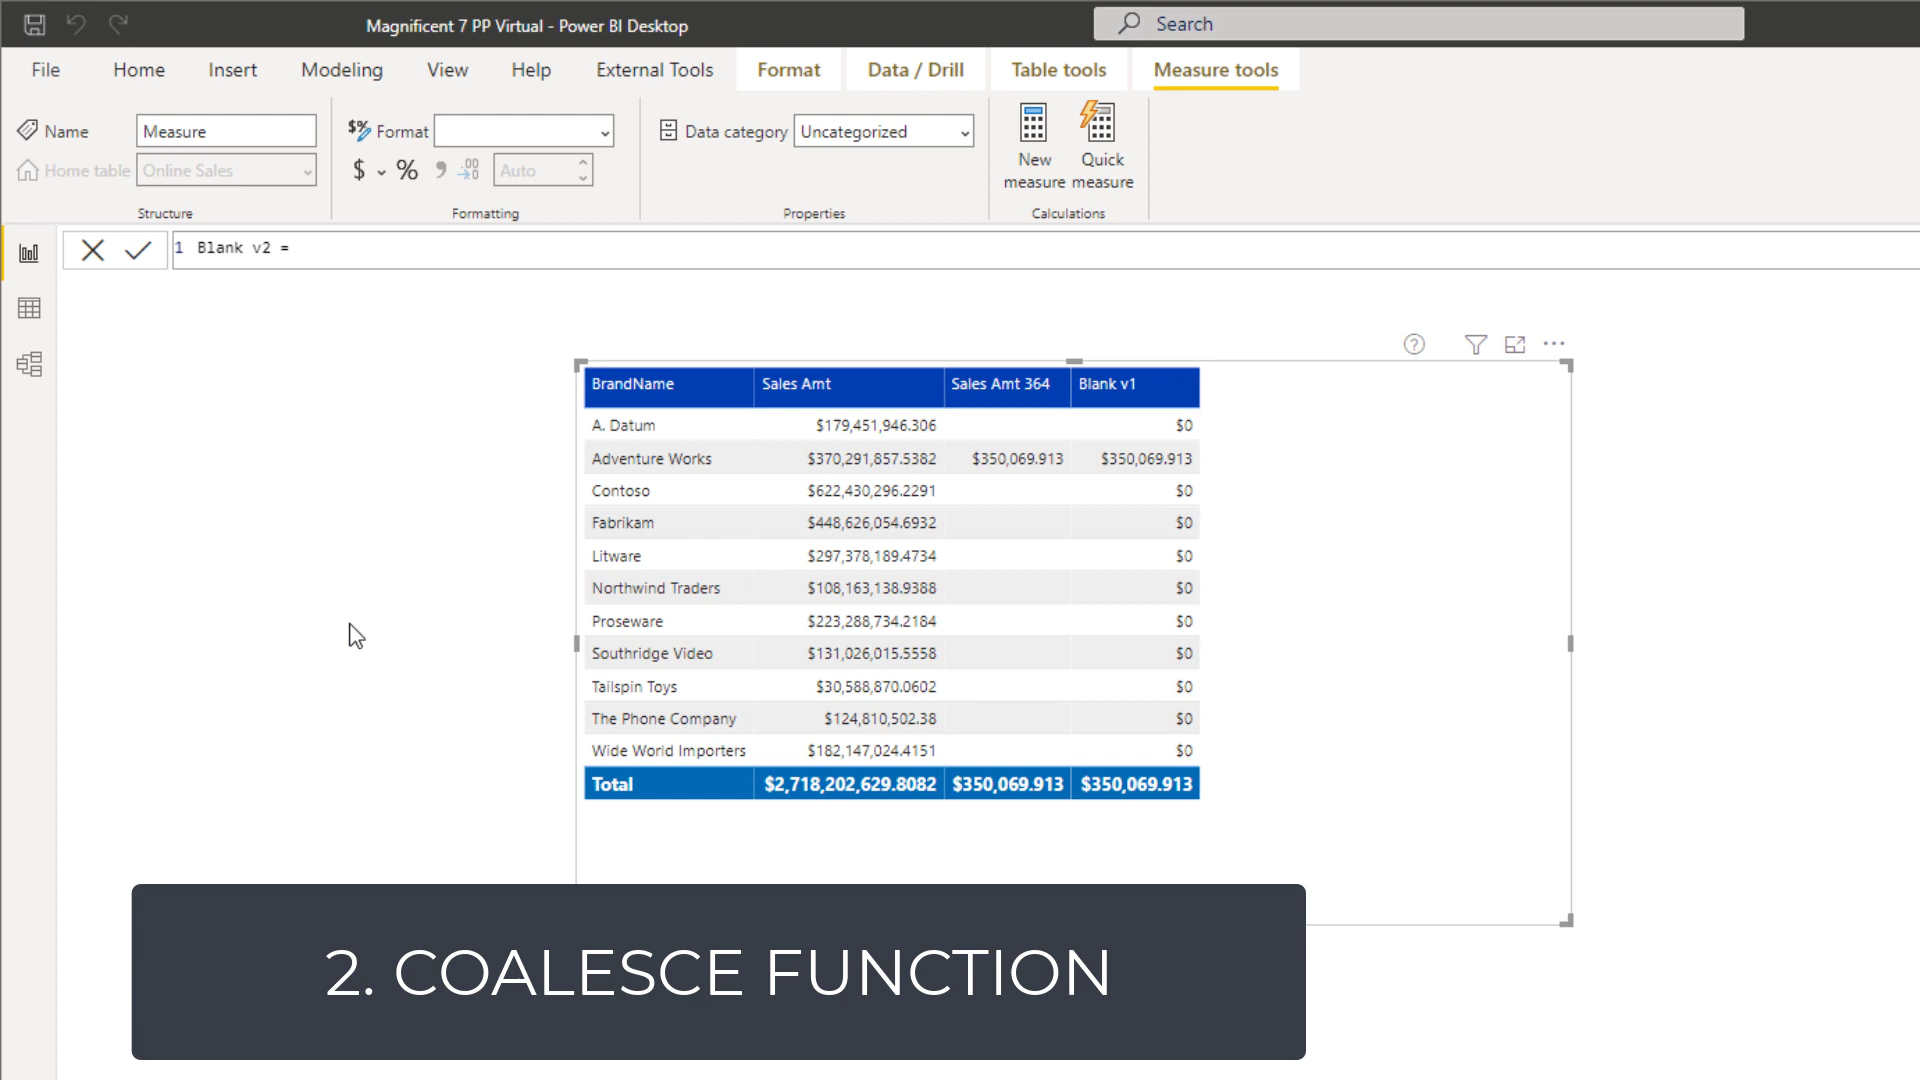 Magnificent 7 PP Virtual - Power BI Desktop
Search
File Home Insert Modeling View Help External Tools Format Data / Drill Table tools Measure tools
Name Measure
Home table Online Sales
Structure
$% Format
$ % , .00 →0 Auto
Formatting
Data category Uncategorized
Properties
New measure
Quick measure
Calculations
1 Blank v2 =
BrandName Sales Amt Sales Amt 364 Blank v1
A. Datum $179,451,946.306 $0
Adventure Works $370,291,857.5382 $350,069.913 $350,069.913
Contoso $622,430,296.2291 $0
Fabrikam $448,626,054.6932 $0
Litware $297,378,189.4734 $0
Northwind Traders $108,163,138.9388 $0
Proseware $223,288,734.2184 $0
Southridge Video $131,026,015.5558 $0
Tailspin Toys $30,588,870.0602 $0
The Phone Company $124,810,502.38 $0
Wide World Importers $182,147,024.4151 $0
Total $2,718,202,629.8082 $350,069.913 $350,069.913
2. COALESCE FUNCTION